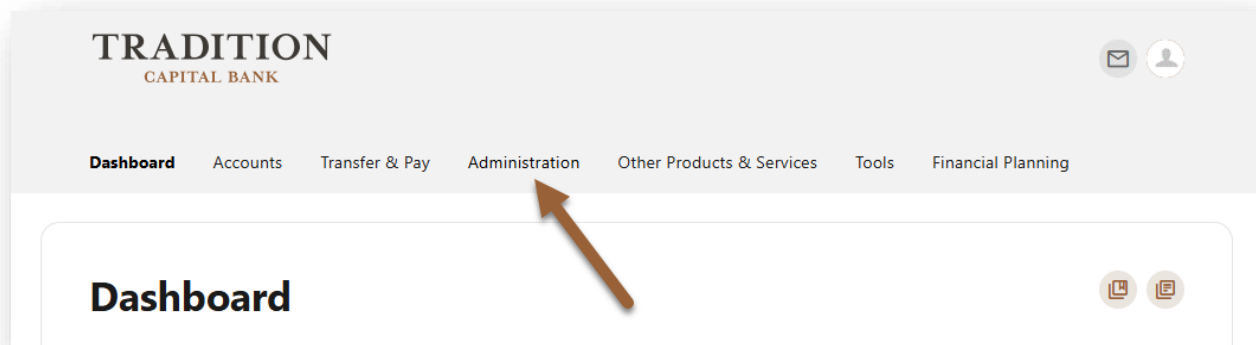 TRADITION
CAPITAL BANK
Dashboard Accounts Transfer & Pay Administration Other Products & Services Tools Financial Planning
Dashboard